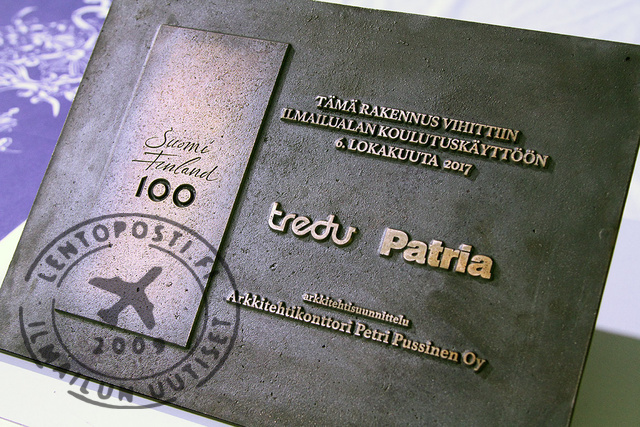 Suomi
Finland
100
TÄMÄ RAKENNUS VIHITTIIN
ILMAILUALAN KOULUTUSKÄYTTÖÖN
6. LOKAKUUTA 2017
tredu Patria
arkkitehtisuunnittelu
Arkkitehtikonttori Petri Pussinen Oy
LENTOPOSTI.FI
2009
ILMAILUN UUTISET